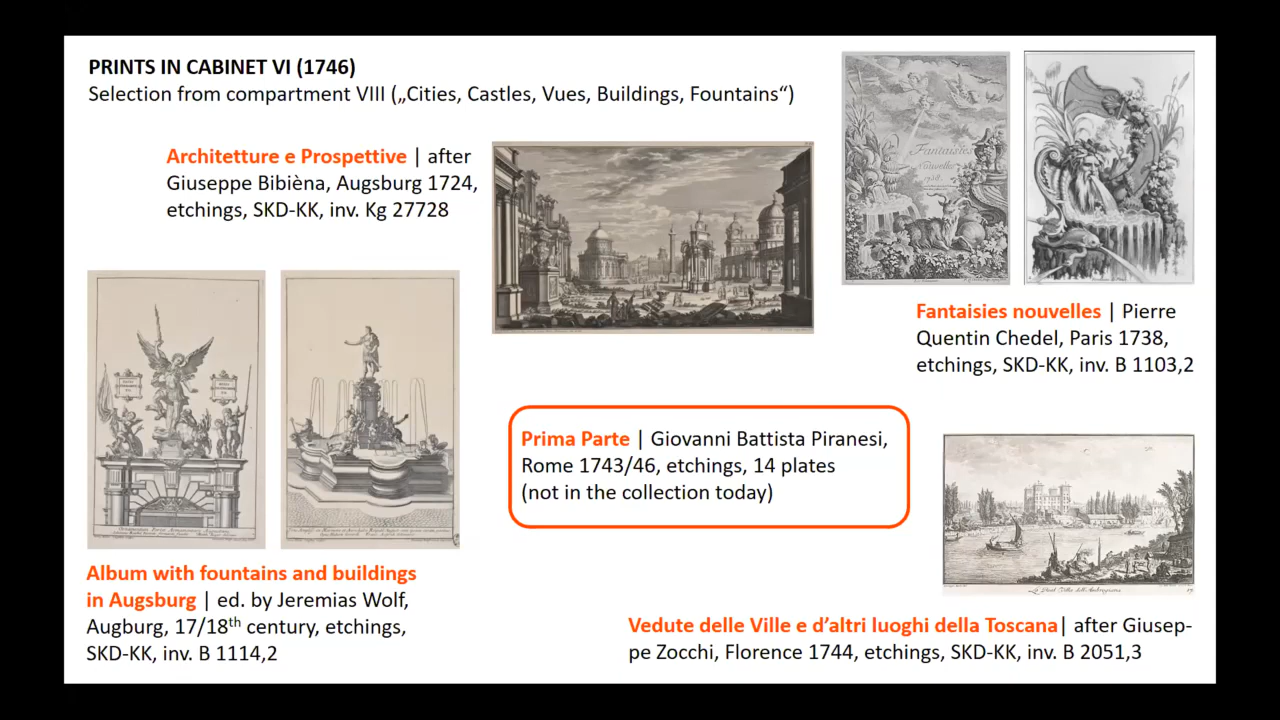 PRINTS IN CABINET VI (1746)
Selection from compartment VIII („Cities, Castles, Vues, Buildings, Fountains“)
Architetture e Prospettive | after
Giuseppe Bibièna, Augsburg 1724,
etchings, SKD-KK, inv. Kg 27728
Fantaisies
Nouvelles
1738
Fantaisies nouvelles | Pierre
Quentin Chedel, Paris 1738,
etchings, SKD-KK, inv. B 1103,2
Prima Parte | Giovanni Battista Piranesi,
Rome 1743/46, etchings, 14 plates
(not in the collection today)
Album with fountains and buildings
in Augsburg | ed. by Jeremias Wolf,
Augburg, 17/18th century, etchings,
SKD-KK, inv. B 1114,2
Vedute delle Ville e d’altri luoghi della Toscana| after Giusep-
pe Zocchi, Florence 1744, etchings, SKD-KK, inv. B 2051,3